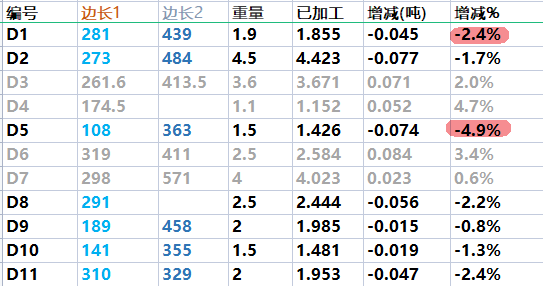 编号 边长1 边长2 重量 已加工 增减(吨) 增减%
D1 281 439 1.9 1.855 -0.045 -2.4%
D2 273 484 4.5 4.423 -0.077 -1.7%
D3 261.6 413.5 3.6 3.671 0.071 2.0%
D4 174.5 1.1 1.152 0.052 4.7%
D5 108 363 1.5 1.426 -0.074 -4.9%
D6 319 411 2.5 2.584 0.084 3.4%
D7 298 571 4 4.023 0.023 0.6%
D8 291 2.5 2.444 -0.056 -2.2%
D9 189 458 2 1.985 -0.015 -0.8%
D10 141 355 1.5 1.481 -0.019 -1.3%
D11 310 329 2 1.953 -0.047 -2.4%